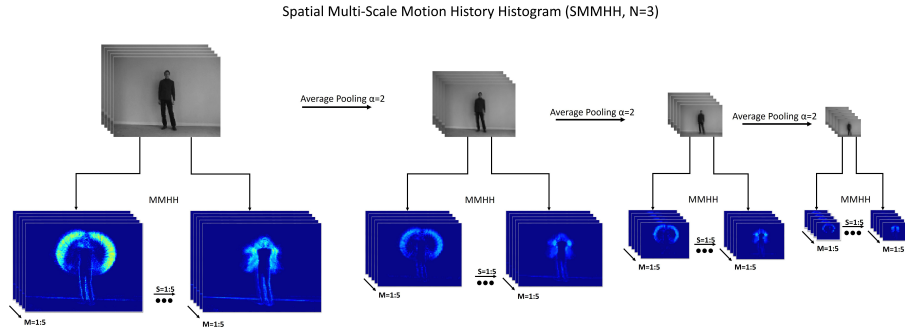 Spatial Multi-Scale Motion History Histogram (SMMHH, N=3)
Average Pooling α=2
Average Pooling α=2
Average Pooling α=2
MMHH
MMHH
MMHH
MMHH
S=1:5
M=1:5
M=1:5
S=1:5
M=1:5
M=1:5
S=1:5
M=1:5
M=1:5
S=1:5
M=1:5
M=1:5